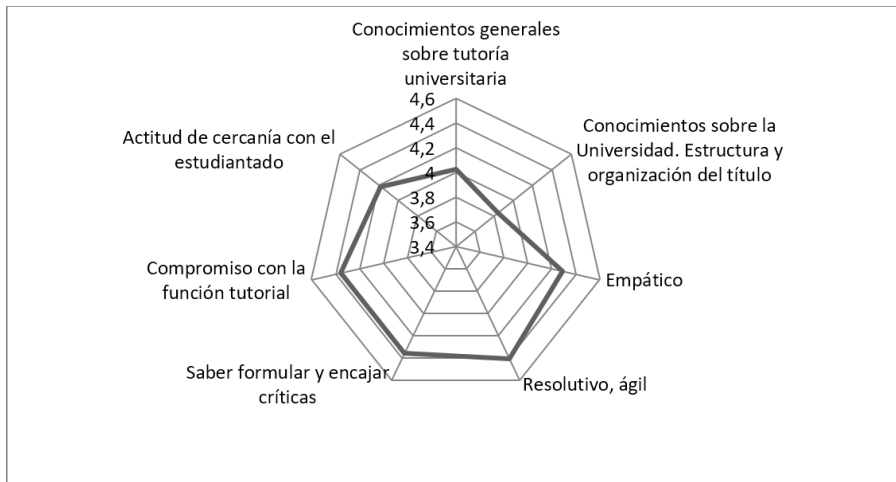 Conocimientos generales
sobre tutoría
universitaria
4,6
4,4
4,2
4
3,8
3,6
3,4
Conocimientos sobre la
Universidad. Estructura y
organización del título
Empático
Resolutivo, ágil
Saber formular y encajar
críticas
Compromiso con la
función tutorial
Actitud de cercanía con el
estudiantado